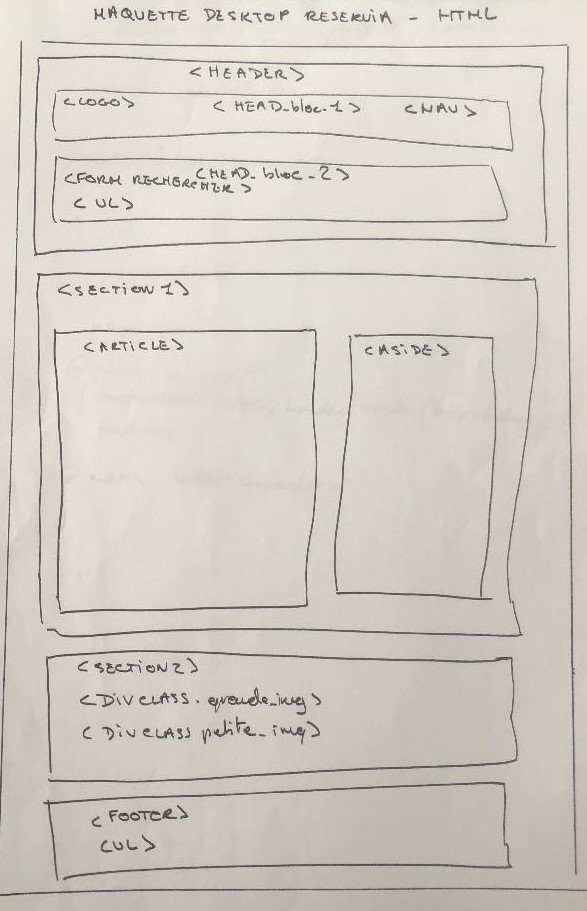 MAQUETTE DESKTOP RESERVIA - HTML
<HEADER>
<LOGO> <HEAD_bloc_1> <NAV>
<HEAD_bloc_2>
<FORM RECHERCHER>
<UL>
<SECTION 1>
<ARTICLE> <ASIDE>
<SECTION 2>
<DIV CLASS. grande_img>
<DIV CLASS petite_img>
<FOOTER>
<UL>